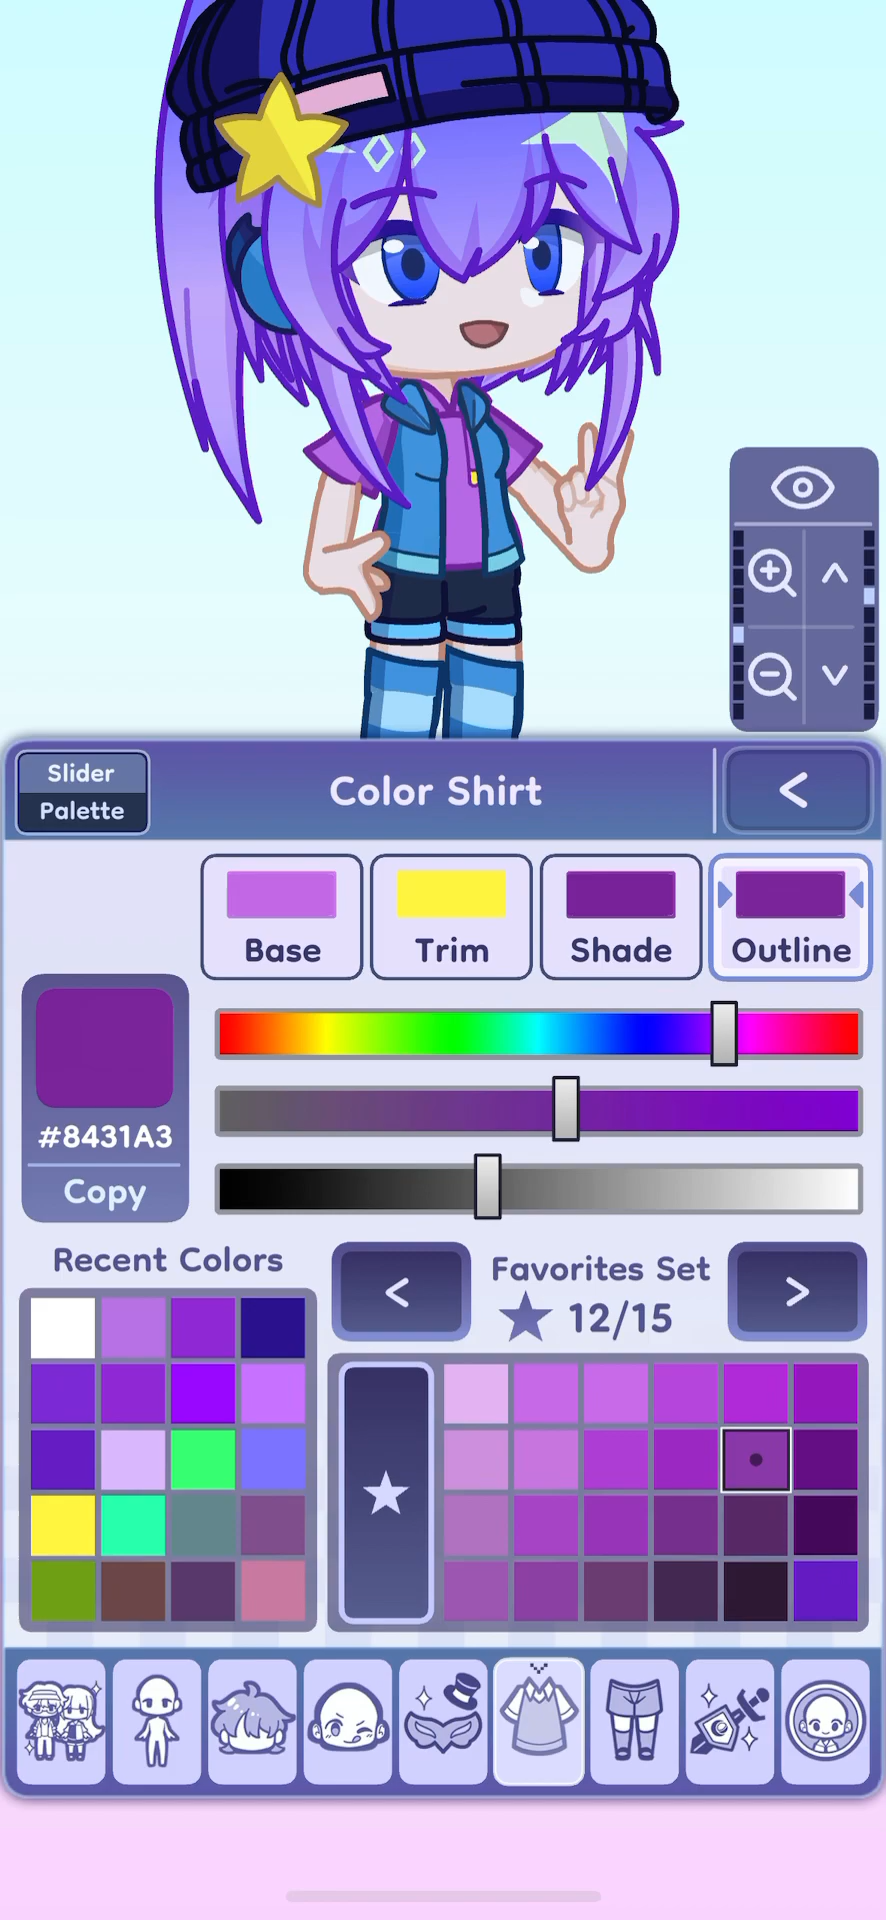 Slider
Palette
Color Shirt
<
Base
Trim
Shade
Outline
#8431A3
Copy
Recent Colors
<
Favorites Set
12/15
>